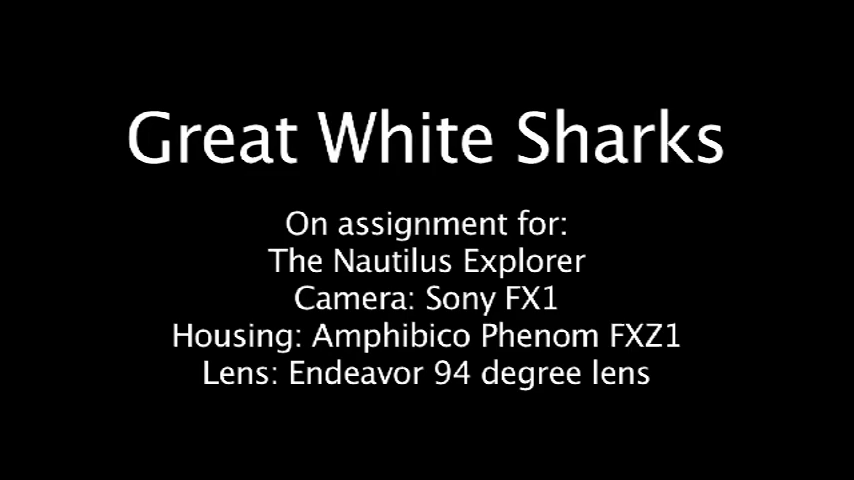 Great White Sharks
On assignment for:
The Nautilus Explorer
Camera: Sony FX1
Housing: Amphibico Phenom FXZ1
Lens: Endeavor 94 degree lens